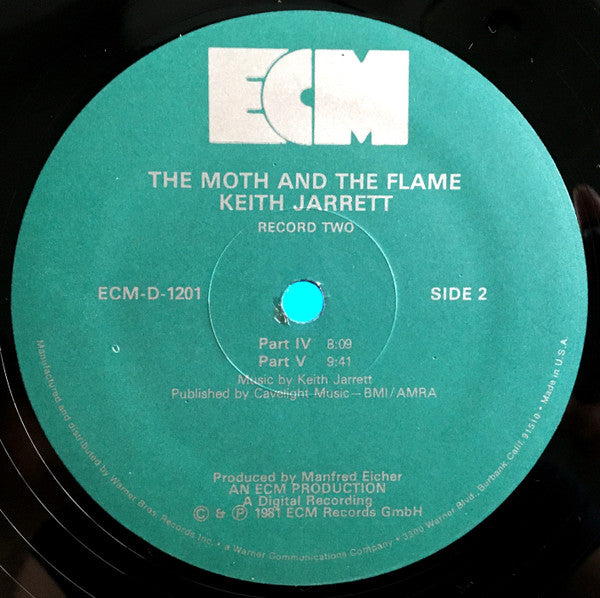 ECM
THE MOTH AND THE FLAME
KEITH JARRETT
RECORD TWO
ECM-D-1201
SIDE 2
Part IV 8:09
Part V 9:41
Music by Keith Jarrett
Published by Cavelight Music—BMI/AMRA
Produced by Manfred Eicher
AN ECM PRODUCTION
A Digital Recording
© & ℗ 1981 ECM Records GmbH
Manufactured and distributed by Warner Bros. Records Inc. • a Warner Communications Company • 3300 Warner Blvd., Burbank, Calif. 91510 • Made in U.S.A.